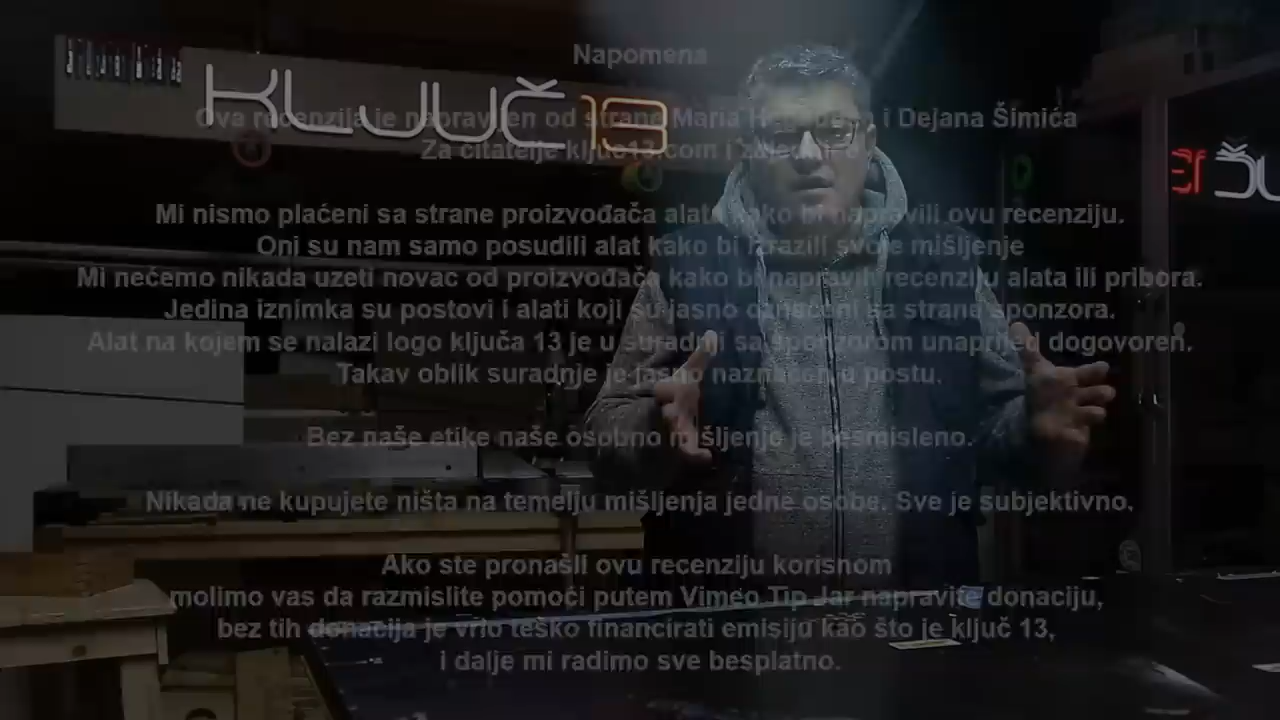 Napomena
KLJUČ 13
Ova recenzija je napravljen od strane Maria i Dejana Šimića
Za čitatelje kljuc13.com i
Mi nismo plaćeni sa strane proizvođača alata kako bi napravili ovu recenziju.
Oni su nam samo posudili alat kako bi izrazili svoje mišljenje
Mi nećemo nikada uzeti novac od proizvođača kako bi napravili recenziju alata ili pribora.
Jedina iznimka su postovi i alati koji su jasno označeni sa strane sponzora.
Alat na kojem se nalazi logo ključa 13 je u suradnji sa sponzorom unaprijed dogovoren.
Takav oblik suradnje je jasno naznačen u postu.
Bez naše etike naše osobno mišljenje je besmisleno.
Nikada ne kupujete ništa na temelju mišljenja jedne osobe. Sve je subjektivno.
Ako ste pronašli ovu recenziju korisnom
molimo vas da razmislite pomoći putem Vimeo Tip Jar napravite donaciju,
bez tih donacija je vrlo teško financirati emisiju kao što je ključ 13,
i dalje mi radimo sve besplatno.